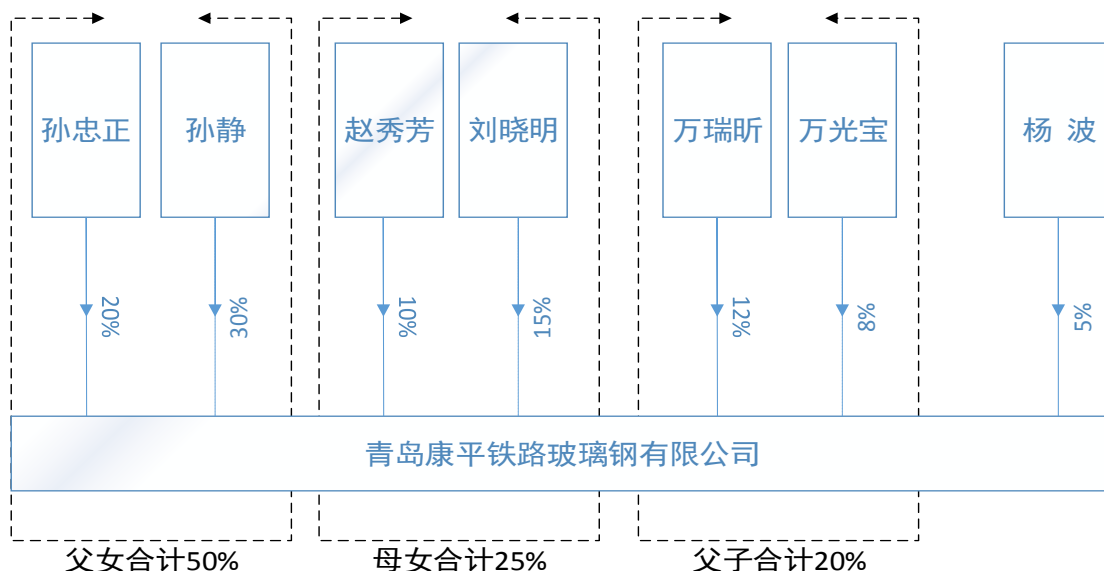 孙忠正
孙静
赵秀芳
刘晓明
万瑞昕
万光宝
杨 波
20%
30%
10%
15%
12%
8%
5%
青岛康平铁路玻璃钢有限公司
父女合计50%
母女合计25%
父子合计20%